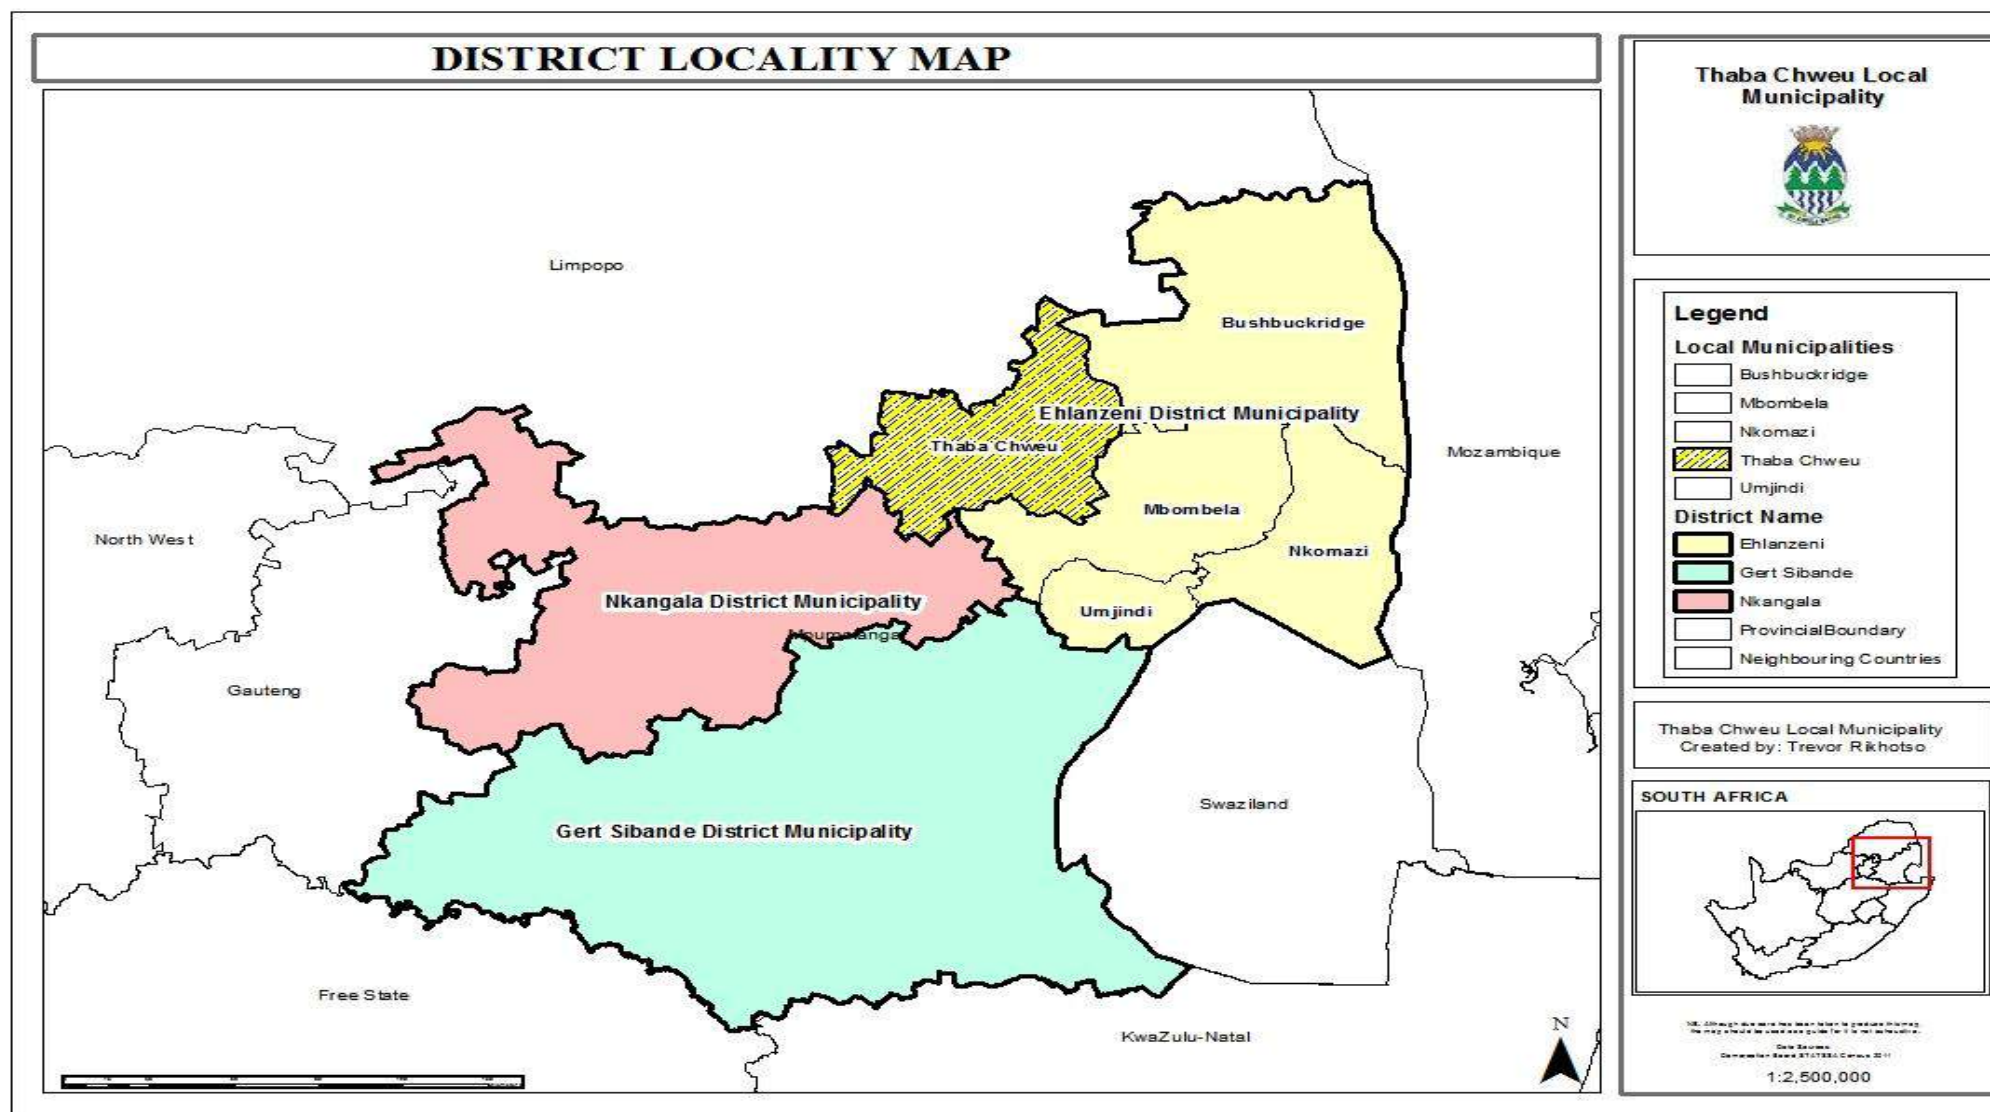 DISTRICT LOCALITY MAP
Limpopo
Bushbuckridge
Ehlanzeni District Municipality
Thaba Chweu
Mozambique
Mbombela
North West
Nkomazi
Nkangala District Municipality
Umjindi
Mpumalanga
Gauteng
Swaziland
Gert Sibande District Municipality
Free State
KwaZulu-Natal
N
Thaba Chweu Local
Municipality
Legend
Local Municipalities
Bushbuckridge
Mbombela
Nkomazi
Thaba Chweu
Umjindi
District Name
Ehlanzeni
Gert Sibande
Nkangala
ProvincialBoundary
Neighbouring Countries
Thaba Chweu Local Municipality
Created by: Trevor Rikhotso
SOUTH AFRICA
1:2,500,000